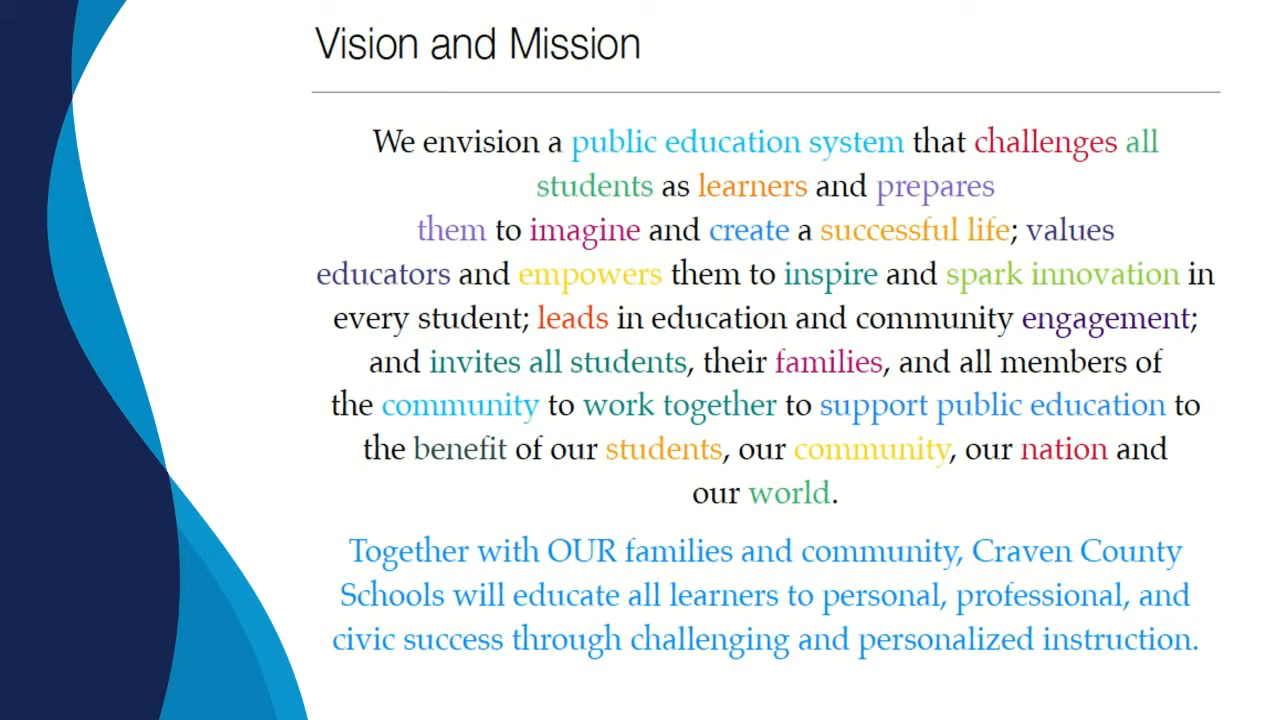 Vision and Mission
We envision a public education system that challenges all
students as learners and prepares
them to imagine and create a successful life; values
educators and empowers them to inspire and spark innovation in
every student; leads in education and community engagement;
and invites all students, their families, and all members of
the community to work together to support public education to
the benefit of our students, our community, our nation and
our world.
Together with OUR families and community, Craven County
Schools will educate all learners to personal, professional, and
civic success through challenging and personalized instruction.